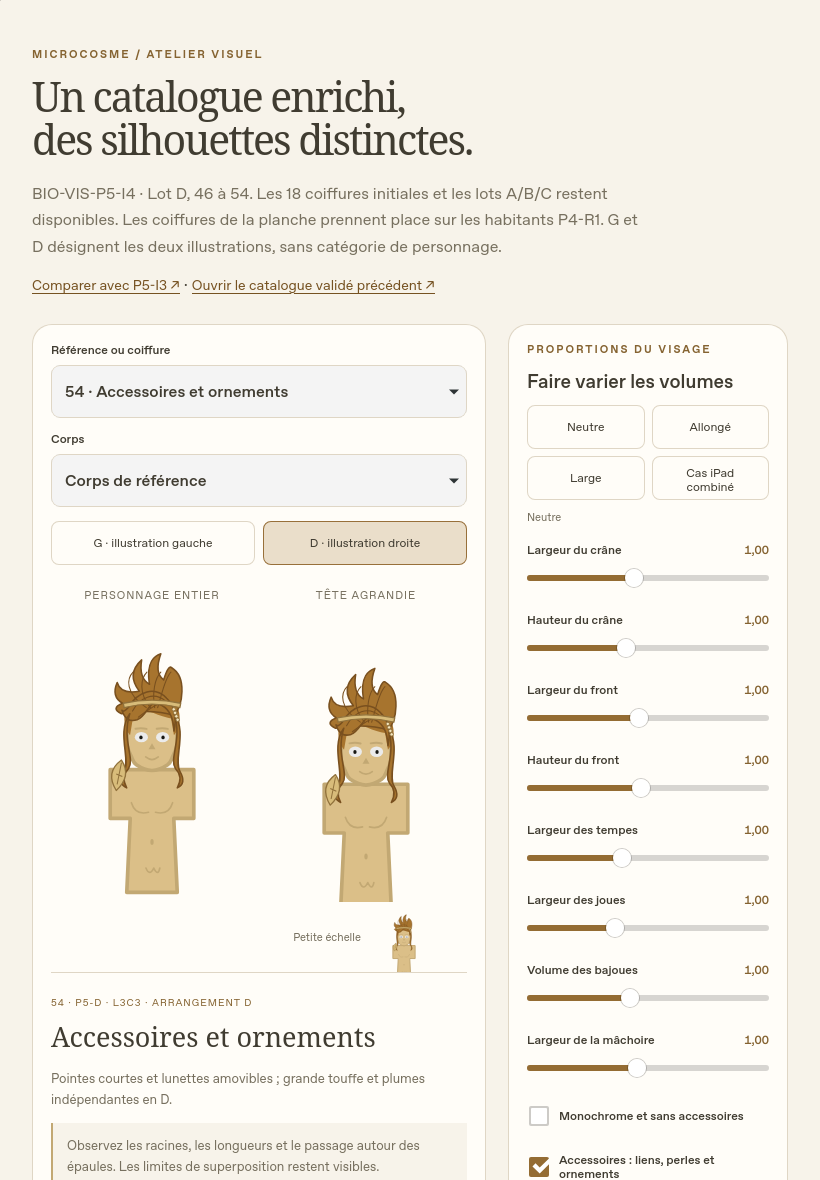 MICROCOSME / ATELIER VISUEL
Un catalogue enrichi,
des silhouettes distinctes.
BIO-VIS-P5-I4 · Lot D, 46 à 54. Les 18 coiffures initiales et les lots A/B/C restent
disponibles. Les coiffures de la planche prennent place sur les habitants P4-R1. G et
D désignent les deux illustrations, sans catégorie de personnage.
Comparer avec P5-I3 ↗ · Ouvrir le catalogue validé précédent ↗
Référence ou coiffure
54 · Accessoires et ornements
Corps
Corps de référence
G · illustration gauche
D · illustration droite
PERSONNAGE ENTIER
TÊTE AGRANDIE
Petite échelle
54 · P5-D · L3C3 · ARRANGEMENT D
Accessoires et ornements
Pointes courtes et lunettes amovibles ; grande touffe et plumes
indépendantes en D.
Observez les racines, les longueurs et le passage autour des
épaules. Les limites de superposition restent visibles.
PROPORTIONS DU VISAGE
Faire varier les volumes
Neutre
Allongé
Large
Cas iPad
combiné
Neutre
Largeur du crâne 1,00
Hauteur du crâne 1,00
Largeur du front 1,00
Hauteur du front 1,00
Largeur des tempes 1,00
Largeur des joues 1,00
Volume des bajoues 1,00
Largeur de la mâchoire 1,00
Monochrome et sans accessoires
Accessoires : liens, perles et
ornements